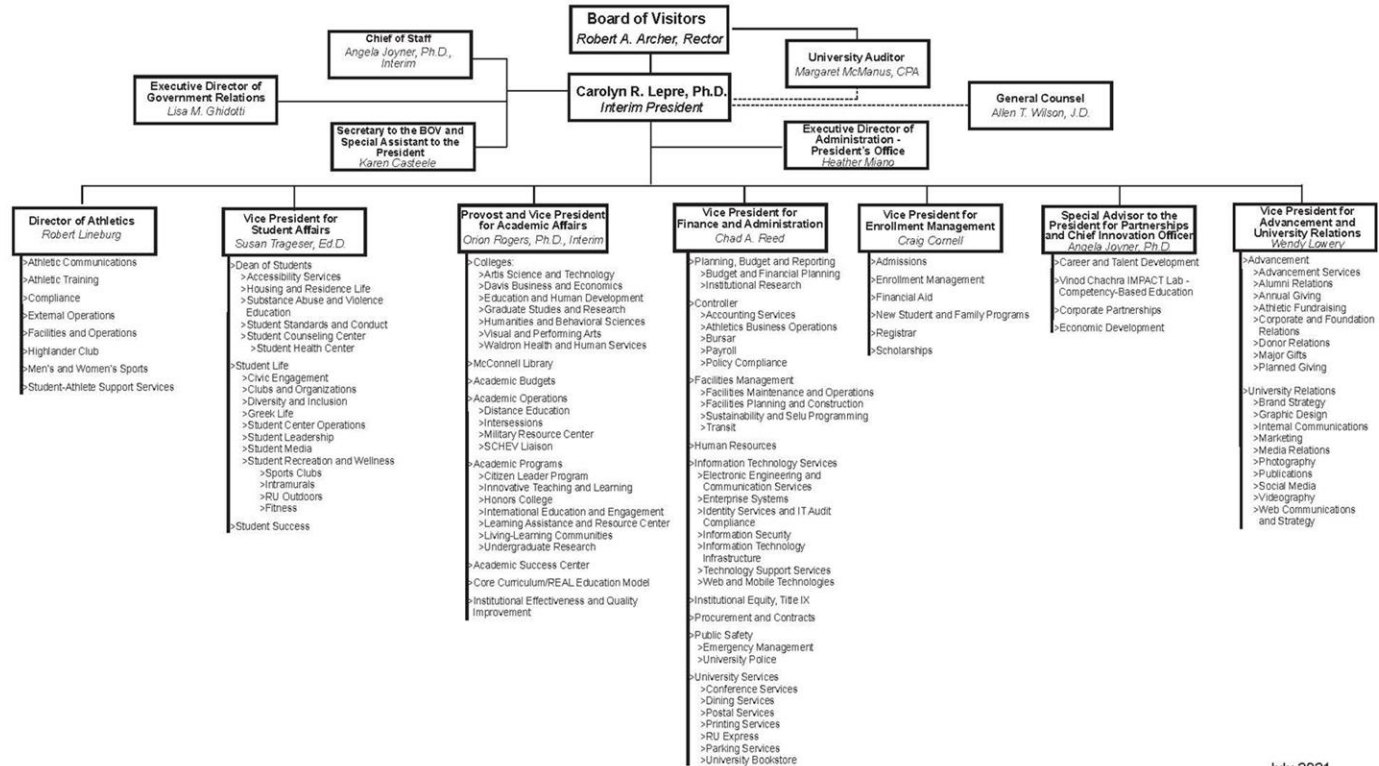 Board of Visitors
Robert A. Archer, Rector
Chief of Staff
Angela Joyner, Ph.D.,
Interim
University Auditor
Margaret McManus, CPA
Executive Director of
Government Relations
Lisa M. Ghidotti
Carolyn R. Lepre, Ph.D.
Interim President
General Counsel
Allen T. Wilson, J.D.
Secretary to the BOV and
Special Assistant to the
President
Karen Casteele
Executive Director of
Administration -
President's Office
Heather Miano
Director of Athletics
Robert Lineburg
>Athletic Communications
>Athletic Training
>Compliance
>External Operations
>Facilities and Operations
>Highlander Club
>Men's and Women's Sports
>Student-Athlete Support Services
Vice President for
Student Affairs
Susan Trageser, Ed.D.
>Dean of Students
>Accessibility Services
>Housing and Residence Life
>Substance Abuse and Violence
Education
>Student Standards and Conduct
>Student Counseling Center
>Student Health Center
>Student Life
>Civic Engagement
>Clubs and Organizations
>Diversity and Inclusion
>Greek Life
>Student Center Operations
>Student Leadership
>Student Media
>Student Recreation and Wellness
>Sports Clubs
>Intramurals
>RU Outdoors
>Fitness
>Student Success
Provost and Vice President
for Academic Affairs
Orion Rogers, Ph.D., Interim
>Colleges:
>Artis Science and Technology
>Davis Business and Economics
>Education and Human Development
>Graduate Studies and Research
>Humanities and Behavioral Sciences
>Visual and Performing Arts
>Waldron Health and Human Services
>McConnell Library
>Academic Budgets
>Academic Operations
>Distance Education
>Intersessions
>Military Resource Center
>SCHEV Liaison
>Academic Programs
>Citizen Leader Program
>Innovative Teaching and Learning
>Honors College
>International Education and Engagement
>Learning Assistance and Resource Center
>Living-Learning Communities
>Undergraduate Research
>Academic Success Center
>Core Curriculum/REAL Education Model
>Institutional Effectiveness and Quality
Improvement
Vice President for
Finance and Administration
Chad A. Reed
>Planning, Budget and Reporting
>Budget and Financial Planning
>Institutional Research
>Controller
>Accounting Services
>Athletics Business Operations
>Bursar
>Payroll
>Policy Compliance
>Facilities Management
>Facilities Maintenance and Operations
>Facilities Planning and Construction
>Sustainability and Selu Programming
>Transit
>Human Resources
>Information Technology Services
>Electronic Engineering and
Communication Services
>Enterprise Systems
>Identity Services and IT Audit
Compliance
>Information Security
>Information Technology
Infrastructure
>Technology Support Services
>Web and Mobile Technologies
>Institutional Equity, Title IX
>Procurement and Contracts
>Public Safety
>Emergency Management
>University Police
>University Services
>Conference Services
>Dining Services
>Postal Services
>Printing Services
>RU Express
>Parking Services
>University Bookstore
Vice President for
Enrollment Management
Craig Cornell
>Admissions
>Enrollment Management
>Financial Aid
>New Student and Family Programs
>Registrar
>Scholarships
Special Advisor to the
President for Partnerships
and Chief Innovation Officer
Angela Joyner, Ph.D
>Career and Talent Development
>Vinod Chachra IMPACT Lab -
Competency-Based Education
>Corporate Partnerships
>Economic Development
Vice President for
Advancement and
University Relations
Wendy Lowery
>Advancement
>Advancement Services
>Alumni Relations
>Annual Giving
>Athletic Fundraising
>Corporate and Foundation
Relations
>Donor Relations
>Major Gifts
>Planned Giving
>University Relations
>Brand Strategy
>Graphic Design
>Internal Communications
>Marketing
>Media Relations
>Photography
>Publications
>Social Media
>Videography
>Web Communications
and Strategy
July 2021